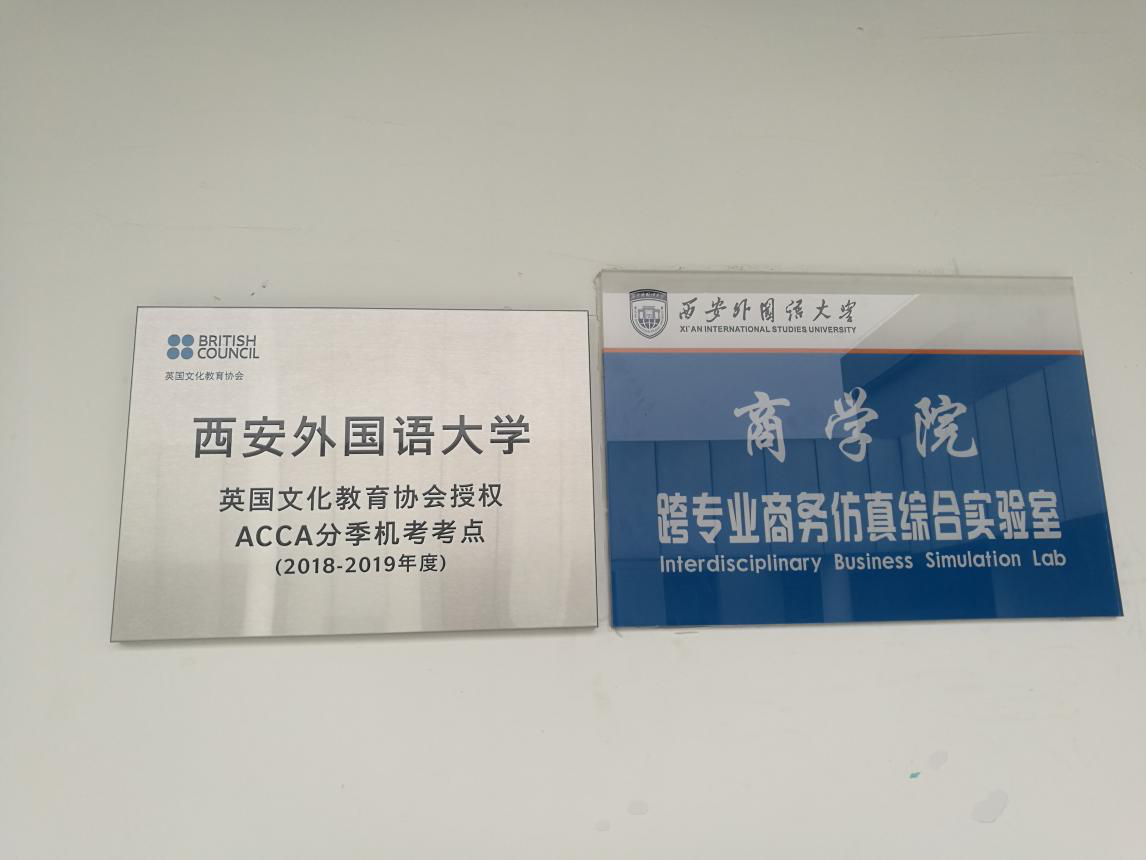 BRITISH
COUNCIL
英国文化教育协会
西安外国语大学
英国文化教育协会授权
ACCA分季机考考点
(2018-2019年度)
西安外国语大学
XI'AN INTERNATIONAL STUDIES UNIVERSITY
商学院
跨专业商务仿真综合实验室
Interdisciplinary Business Simulation Lab